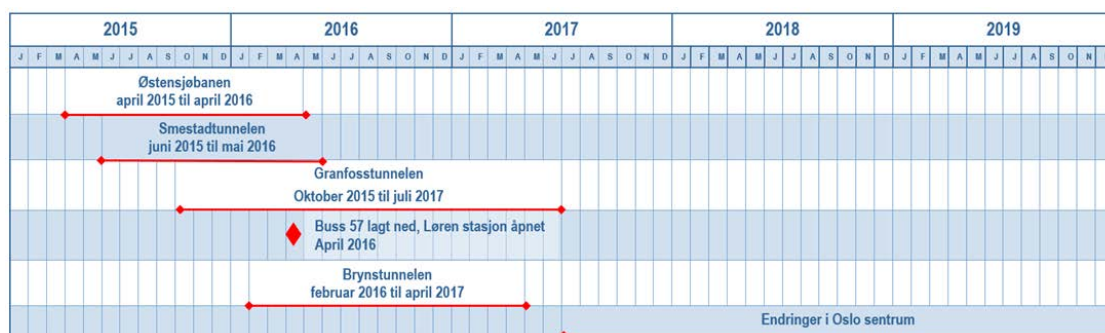 2015 2016 2017 2018 2019
J F M A M J J A S O N D J F M A M J J A S O N D J F M A M J J A S O N D J F M A M J J A S O N D J F M A M J J A S O N
Østensjøbanen
april 2015 til april 2016
Smestadtunnelen
juni 2015 til mai 2016
Granfosstunnelen
Oktober 2015 til juli 2017
Buss 57 lagt ned, Løren stasjon åpnet
April 2016
Brynstunnelen
februar 2016 til april 2017
Endringer i Oslo sentrum